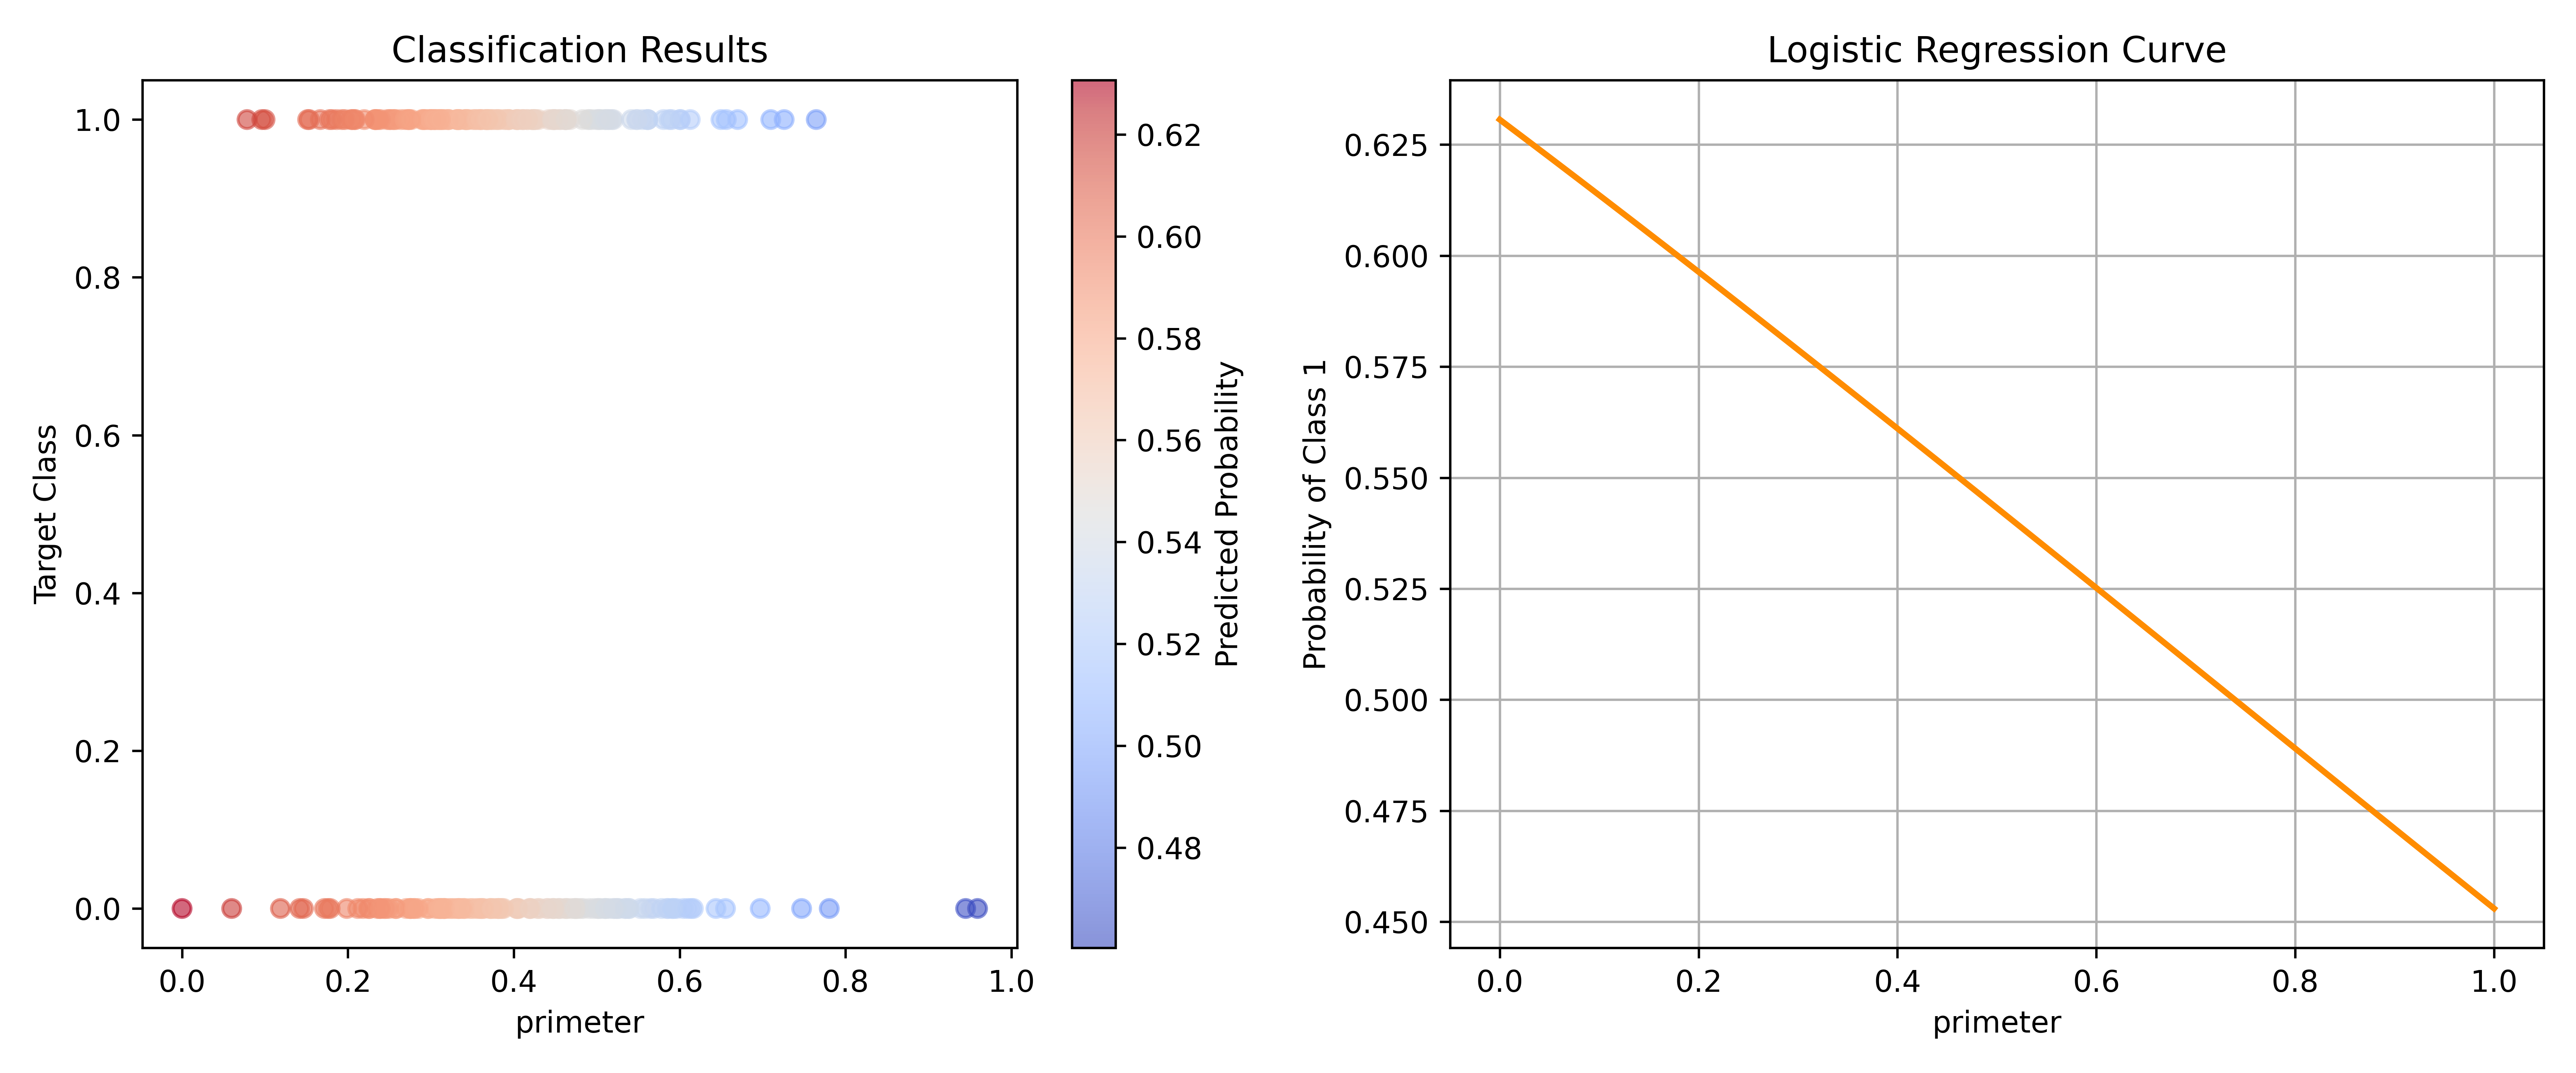 Classification Results
1.0
0.8
0.6
0.4
0.2
0.0
Target Class
0.0 0.2 0.4 0.6 0.8 1.0
primeter
0.62
0.60
0.58
0.56
0.54
0.52
0.50
0.48
Predicted Probability
Logistic Regression Curve
0.625
0.600
0.575
0.550
0.525
0.500
0.475
0.450
Probability of Class 1
0.0 0.2 0.4 0.6 0.8 1.0
primeter